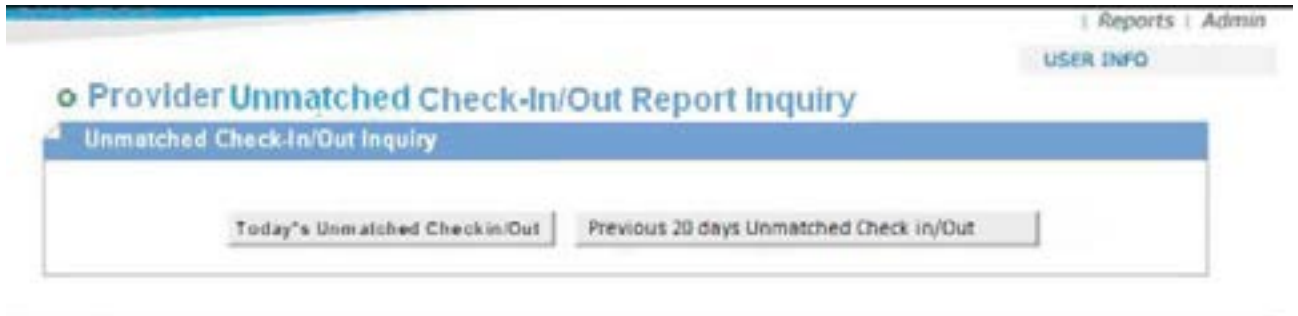 | Reports | Admin
USER INFO
Provider Unmatched Check-In/Out Report Inquiry
Unmatched Check-In/Out Inquiry
Today"s Unmatched Checkin/Out Previous 20 days Unmatched Check in/Out